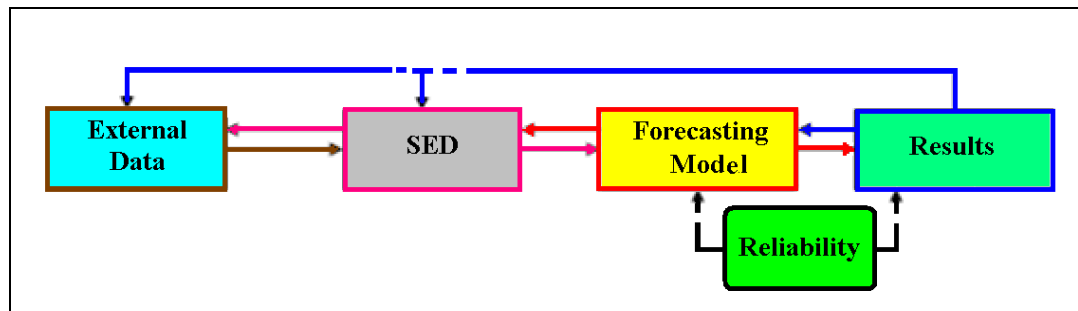 External
Data
SED
Forecasting
Model
Results
Reliability